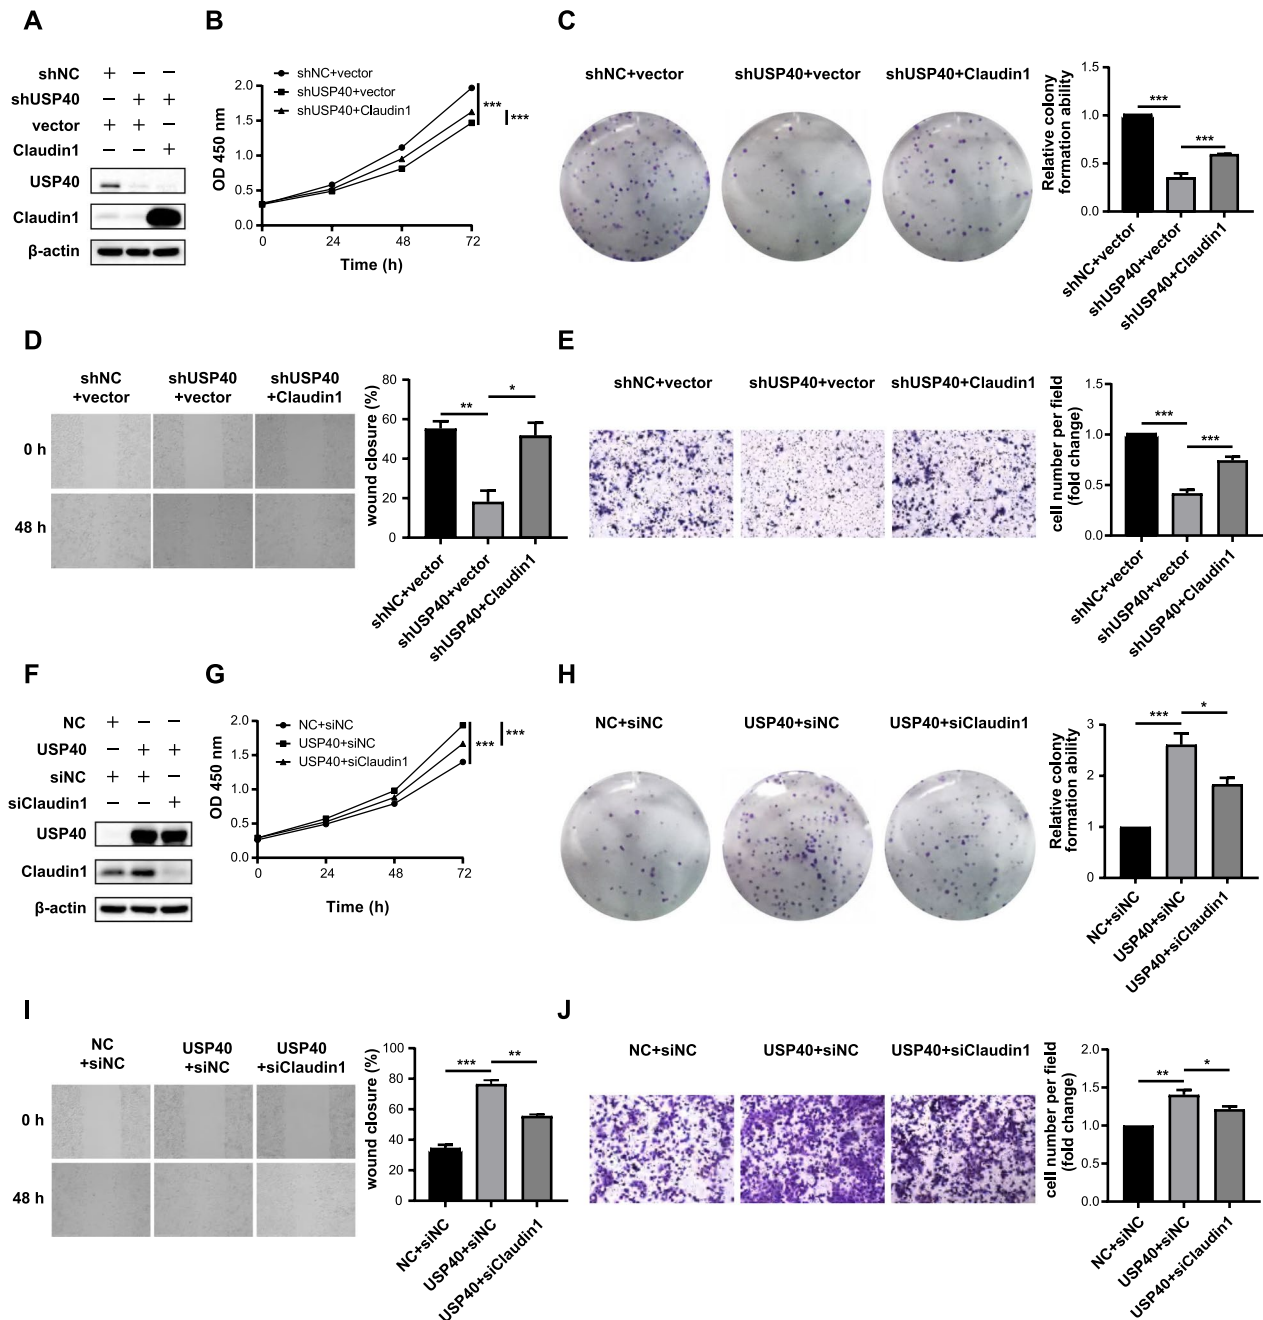 A
shNC + — —
shUSP40 — + +
vector + + —
Claudin1 — — +
USP40
Claudin1
β-actin
B
shNC+vector
shUSP40+vector
shUSP40+Claudin1
***
***
OD 450 nm
2.0
1.5
1.0
0.5
0.0
0 24 48 72
Time (h)
C
shNC+vector shUSP40+vector shUSP40+Claudin1
Relative colony
formation ability
1.5
1.0
0.5
0.0
***
***
shNC+vector
shUSP40+vector
shUSP40+Claudin1
D
shNC
+vector
shUSP40
+vector
shUSP40
+Claudin1
0 h
48 h
wound closure (%)
80
60
40
20
0
**
*
shNC+vector
shUSP40+vector
shUSP40+Claudin1
E
shNC+vector shUSP40+vector shUSP40+Claudin1
cell number per field
(fold change)
1.5
1.0
0.5
0.0
***
***
shNC+vector
shUSP40+vector
shUSP40+Claudin1
F
NC + — —
USP40 — + +
siNC + + —
siClaudin1 — — +
USP40
Claudin1
β-actin
G
NC+siNC
USP40+siNC
USP40+siClaudin1
***
***
OD 450 nm
2.0
1.5
1.0
0.5
0.0
0 24 48 72
Time (h)
H
NC+siNC USP40+siNC USP40+siClaudin1
Relative colony
formation ability
3
2
1
0
***
*
NC+siNC
USP40+siNC
USP40+siClaudin1
I
NC
+siNC
USP40
+siNC
USP40
+siClaudin1
0 h
48 h
wound closure (%)
100
80
60
40
20
0
***
**
NC+siNC
USP40+siNC
USP40+siClaudin1
J
NC+siNC USP40+siNC USP40+siClaudin1
cell number per field
(fold change)
2.0
1.5
1.0
0.5
0.0
**
*
NC+siNC
USP40+siNC
USP40+siClaudin1